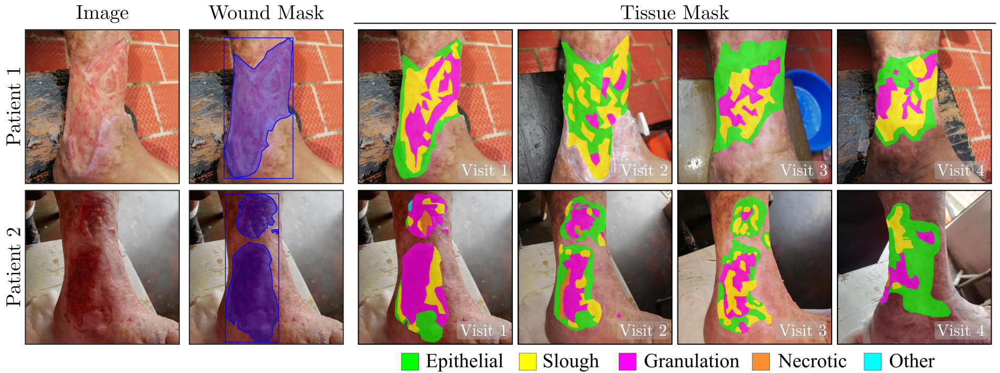 Image
Wound Mask
Tissue Mask
Patient 1
Visit 1
Visit 2
Visit 3
Visit 4
Patient 2
Visit 1
Visit 2
Visit 3
Visit 4
Epithelial
Slough
Granulation
Necrotic
Other